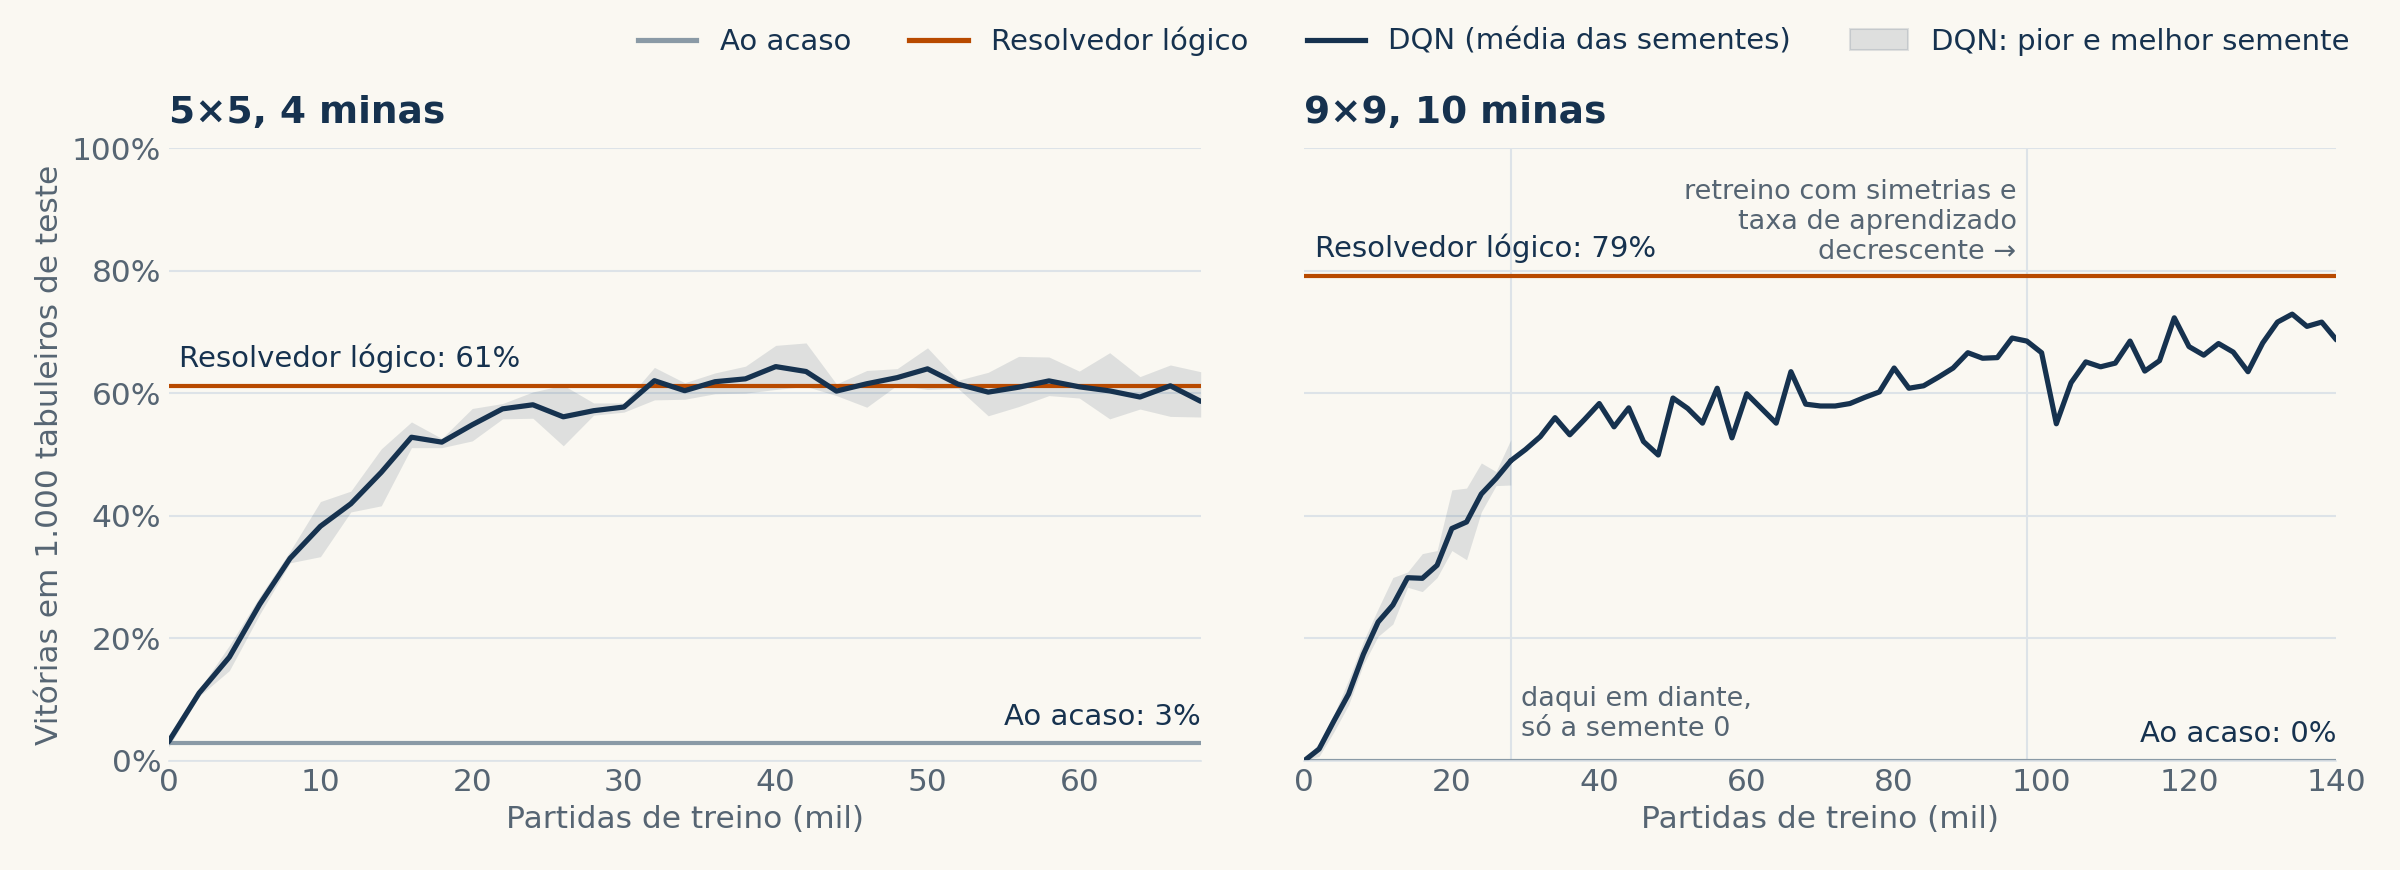 Ao acaso
Resolvedor lógico
DQN (média das sementes)
DQN: pior e melhor semente
5×5, 4 minas
Vitórias em 1.000 tabuleiros de teste
100%
80%
60%
40%
20%
0%
Resolvedor lógico: 61%
Ao acaso: 3%
0 10 20 30 40 50 60
Partidas de treino (mil)
9×9, 10 minas
retreino com simetrias e
taxa de aprendizado
decrescente →
Resolvedor lógico: 79%
daqui em diante,
só a semente 0
Ao acaso: 0%
0 20 40 60 80 100 120 140
Partidas de treino (mil)